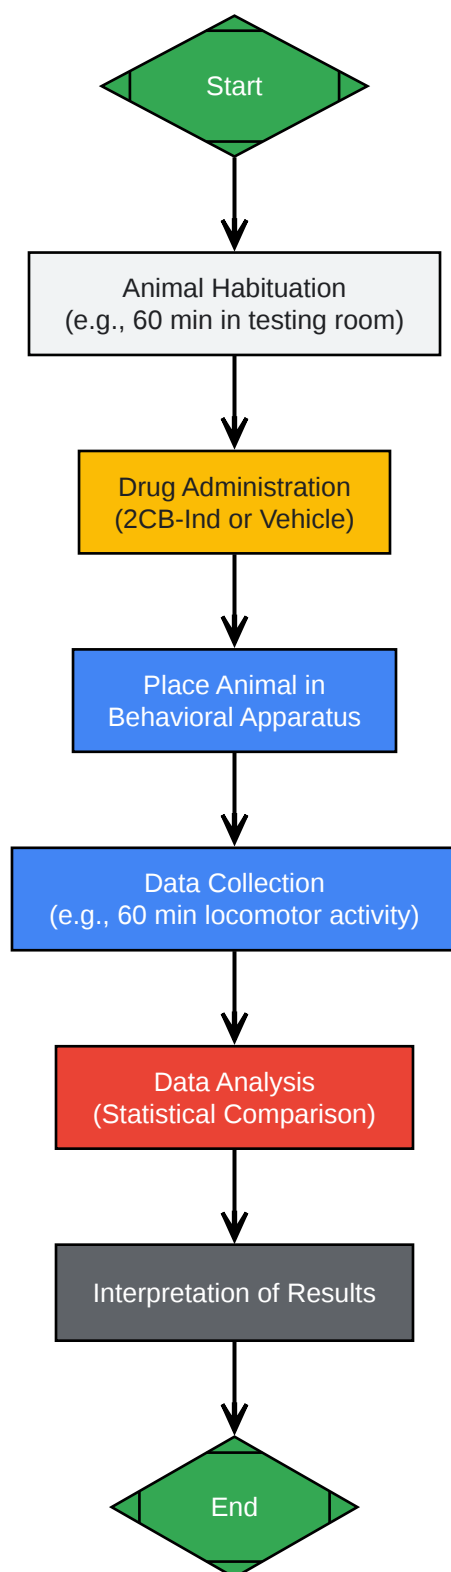 Start
Animal Habituation
(e.g., 60 min in testing room)
Drug Administration
(2CB-Ind or Vehicle)
Place Animal in
Behavioral Apparatus
Data Collection
(e.g., 60 min locomotor activity)
Data Analysis
(Statistical Comparison)
Interpretation of Results
End